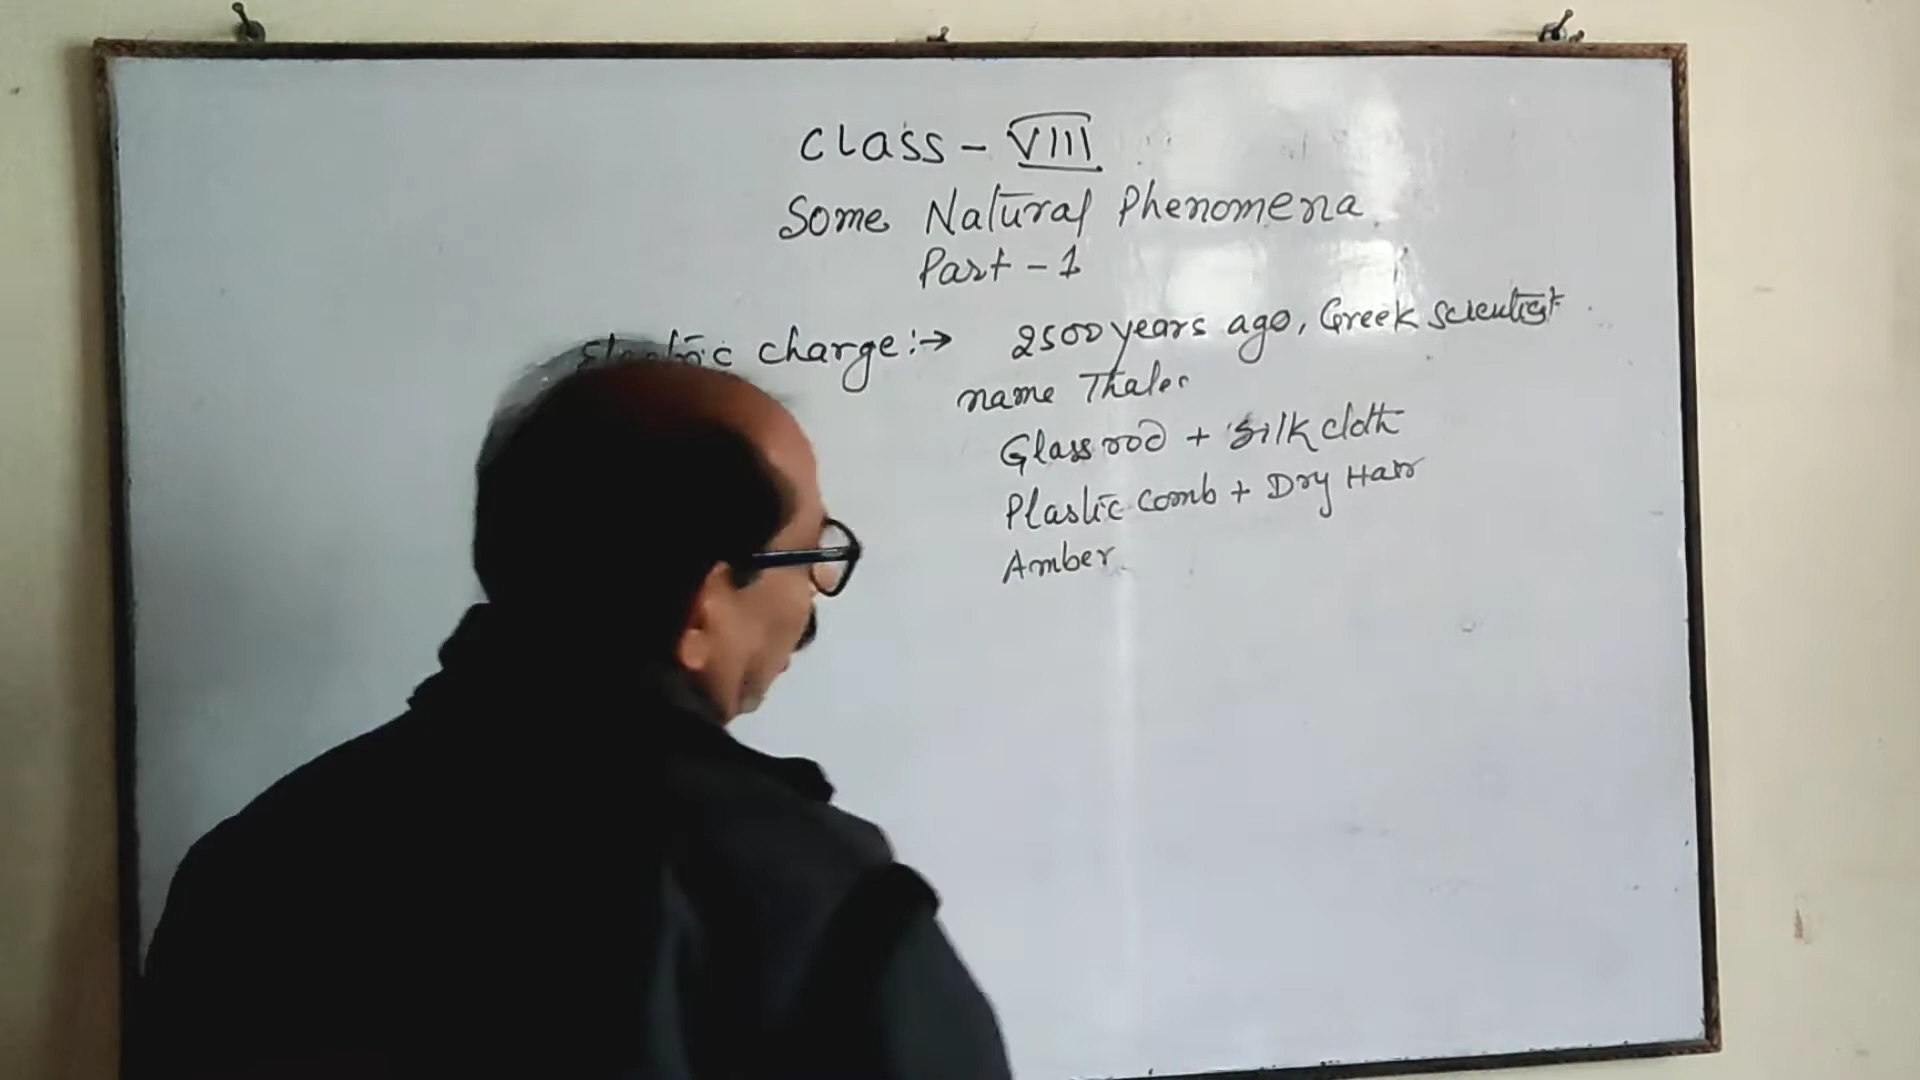 Class - VIII
Some Natural Phenomena
Part - 1
Electric charge :→ 2500 years ago, Greek scientist
name Thales
Glass rod + Silk cloth
Plastic Comb + Dry Hair
Amber